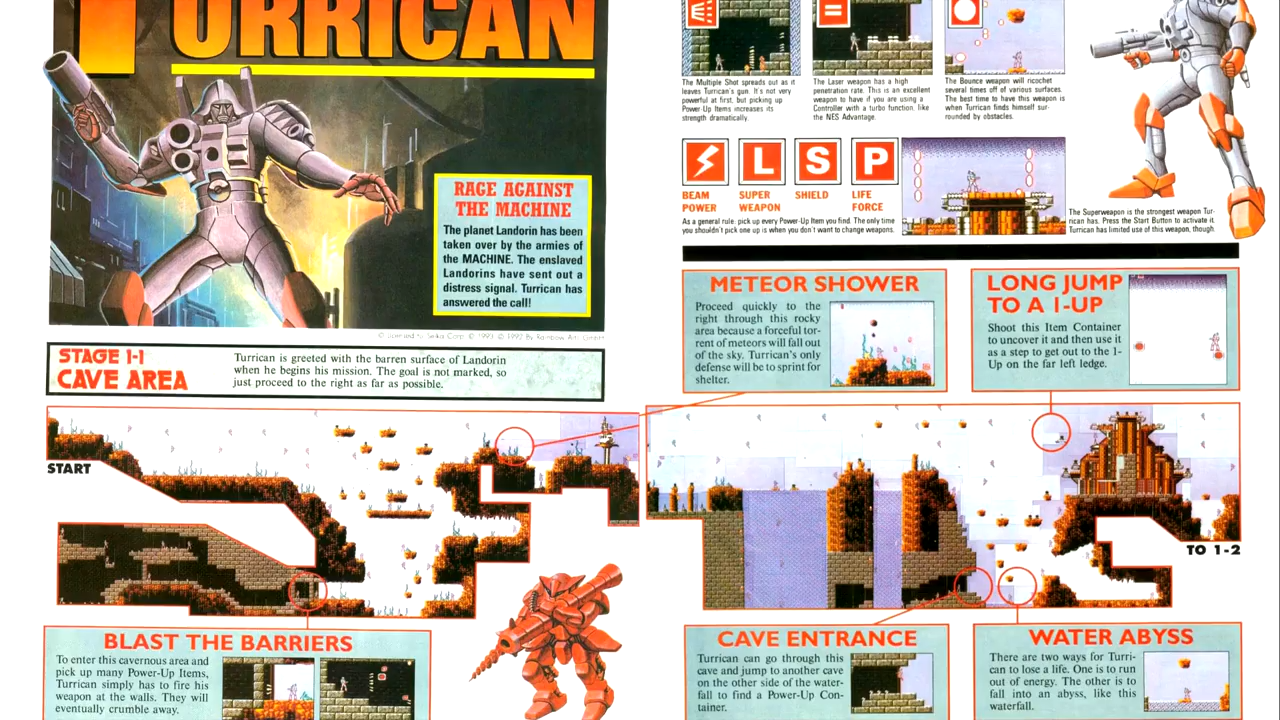 TURRICAN
RAGE AGAINST
THE MACHINE
The planet Landorin has been
taken over by the armies of
the MACHINE. The enslaved
Landorins have sent out a
distress signal. Turrican has
answered the call!
STAGE 1-1
CAVE AREA
Turrican is greeted with the barren surface of Landorin
when he begins his mission. The goal is not marked, so
just proceed to the right as far as possible.
START
BLAST THE BARRIERS
To enter this cavernous area and
pick up many Power-Up Items,
Turrican simply has to fire his
weapon at the walls. They will
eventually crumble away.
The Multiple Shot spreads out as it
leaves Turrican's gun. It's not very
powerful at first, but picking up
Power-Up Items increases its
strength dramatically.
The Laser weapon has a high
penetration rate. This is an excellent
weapon to have if you are using a
Controller with a turbo function, like
the NES Advantage.
The Bounce weapon will ricochet
several times off of various surfaces.
The best time to have this weapon is
when Turrican finds himself sur-
rounded by obstacles.
L S P
BEAM
POWER
SUPER
WEAPON
SHIELD
LIFE
FORCE
As a general rule, pick up every Power-Up Item you find. The only time
you shouldn't pick one up is when you don't want to change weapons.
The Superweapon is the strongest weapon Tur-
rican has. Press the Start Button to activate it.
Turrican has limited use of this weapon, though.
METEOR SHOWER
Proceed quickly to the
right through this rocky
area because a forceful tor-
rent of meteors will fall out
of the sky. Turrican's only
defense will be to sprint for
shelter.
LONG JUMP
TO A 1-UP
Shoot this Item Container
to uncover it and then use it
as a step to get out to the 1-
Up on the far left ledge.
TO 1-2
CAVE ENTRANCE
Turrican can go through this
cave and jump to another cave
on the other side of the water-
fall to find a Power-Up Con-
tainer.
WATER ABYSS
There are two ways for Turri-
can to lose a life. One is to run
out of energy. The other is to
fall into an abyss, like this
waterfall.